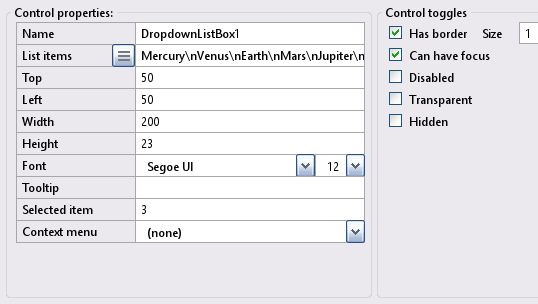 Control properties:
Name DropdownListBox1
List items Mercury\nVenus\nEarth\nMars\nJupiter\n
Top 50
Left 50
Width 200
Height 23
Font Segoe UI 12
Tooltip
Selected item 3
Context menu (none)
Control toggles
Has border Size 1
Can have focus
Disabled
Transparent
Hidden